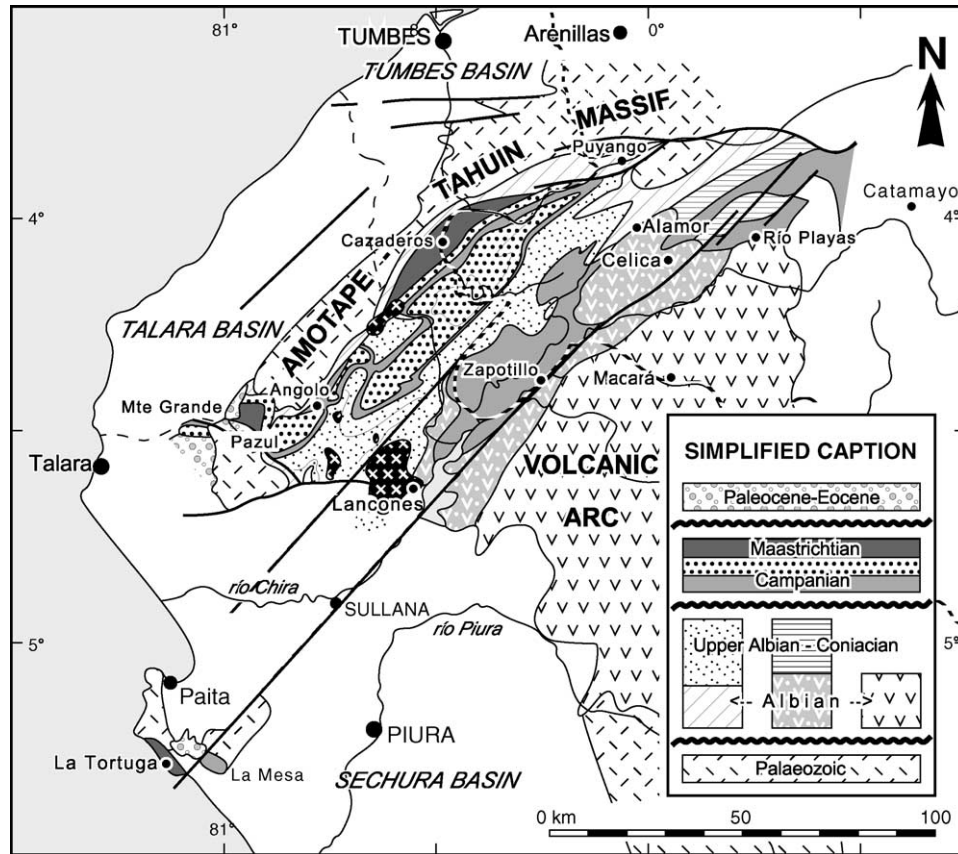 81°
8
0°
TUMBES
Arenillas
TUMBES BASIN
N
MASSIF
TAHUIN
Puyango
Catamayo
4°
4°
Cazaderos
Alamor
Río Playas
Celica
AMOTAPE
TALARA BASIN
Zapotillo
Macará
Angolo
Mte Grande
Pazul
Talara
VOLCANIC
ARC
Lancones
SIMPLIFIED CAPTION
Paleocene-Eocene
Maastrichtian
Campanian
Upper Albian - Coniacian
<-- Albian -->
Palaeozoic
río Chira
SULLANA
río Piura
5°
5º
Paita
PIURA
La Tortuga
La Mesa
SECHURA BASIN
81°
0 km
50
100